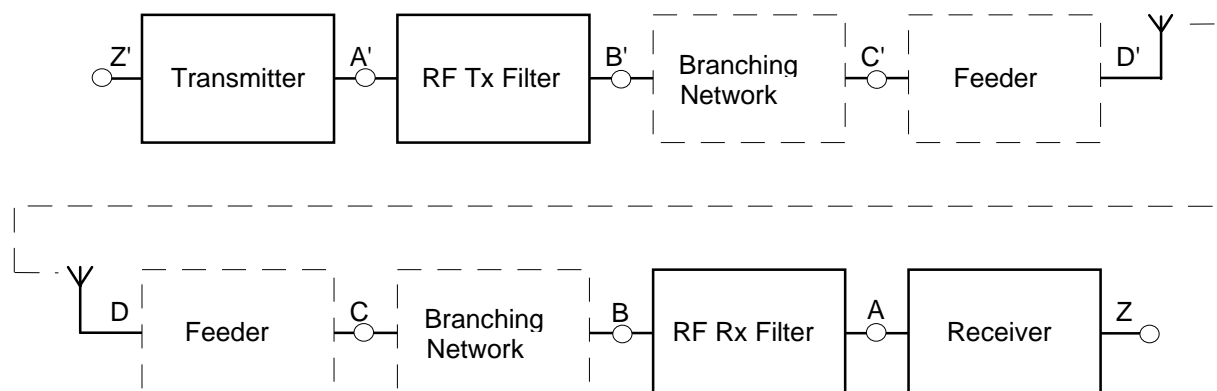 Z'
Transmitter
A'
RF Tx Filter
B'
Branching
Network
C'
Feeder
D'
D
Feeder
C
Branching
Network
B
RF Rx Filter
A
Receiver
Z